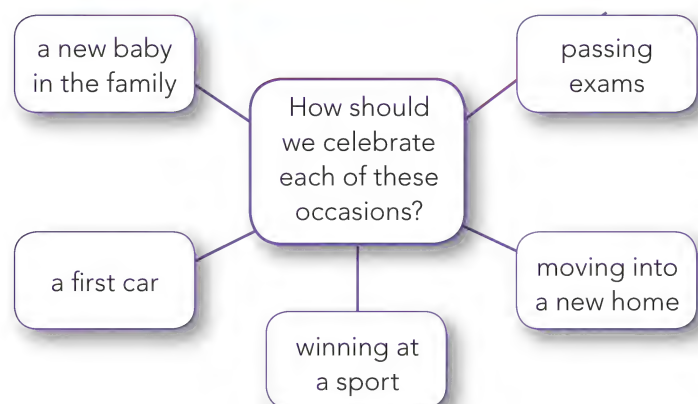 a new baby
in the family
passing
exams
How should
we celebrate
each of these
occasions?
a first car
moving into
a new home
winning at
a sport